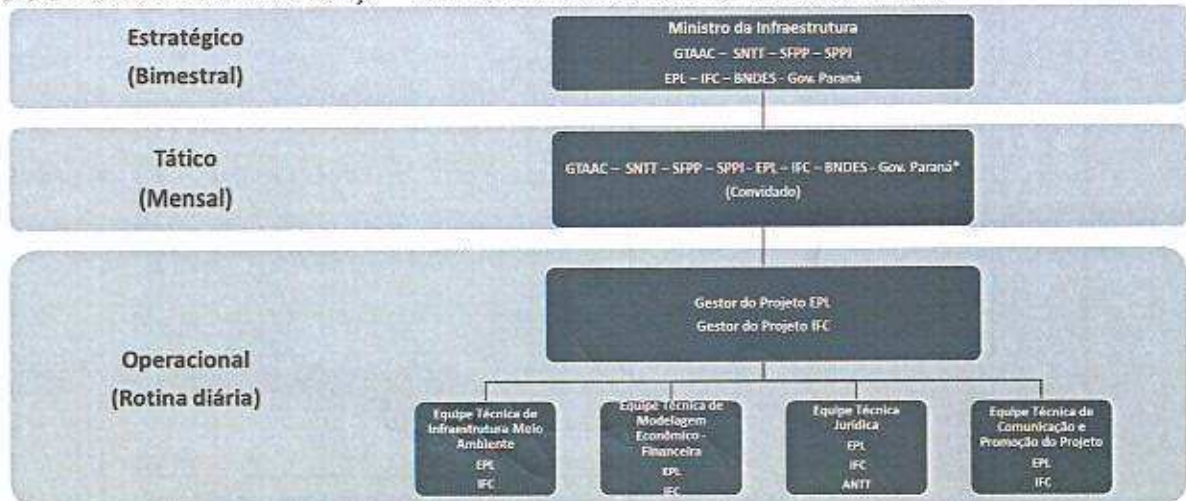 Estratégico
(Bimestral)
Ministro da Infraestrutura
GTAAC – SNTT – SFPP – SPPI
EPL – IFC – BNDES - Gov. Paraná
Tático
(Mensal)
GTAAC – SNTT – SFPP – SPPI - EPL – IFC – BNDES - Gov. Paraná*
(Convidado)
Operacional
(Rotina diária)
Gestor do Projeto EPL
Gestor do Projeto IFC
Equipe Técnica de
Infraestrutura Meio
Ambiente
EPL
IFC
Equipe Técnica de
Modelagem
Econômico -
Financeira
EPL
IFC
Equipe Técnica
Jurídica
EPL
IFC
ANTT
Equipe Técnica de
Comunicação e
Promoção do Projeto
EPL
IFC